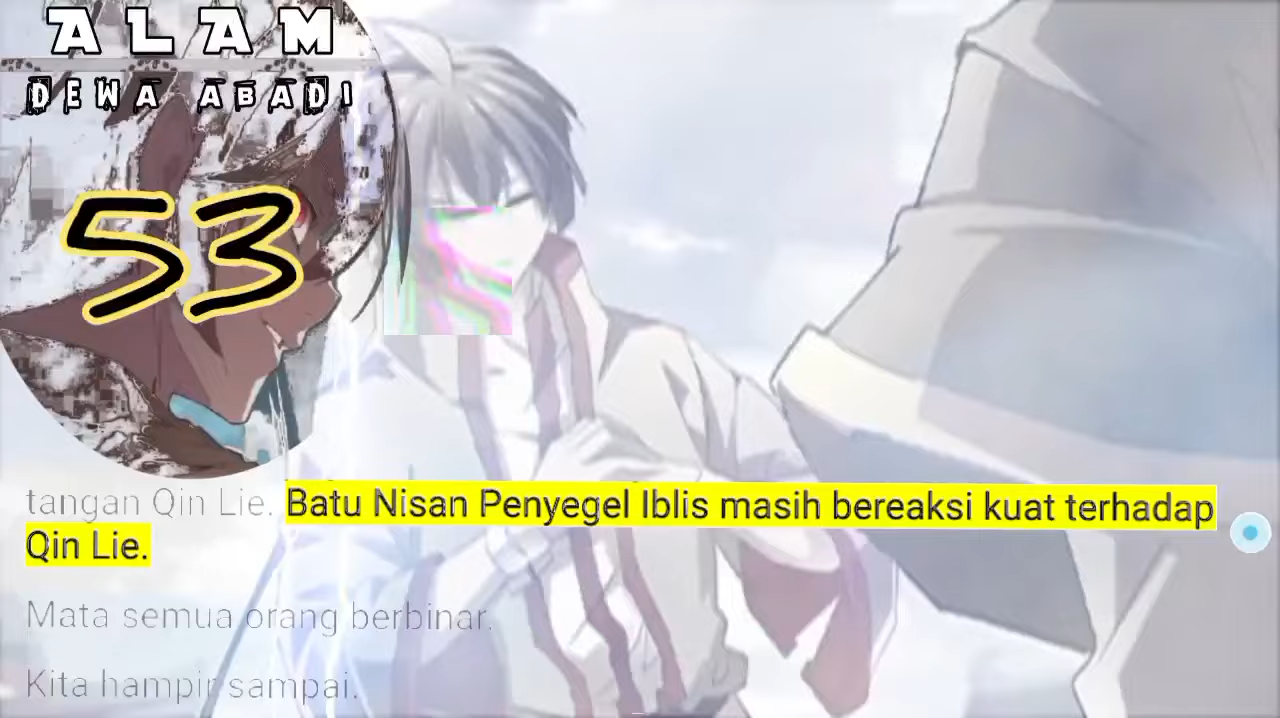 ALAM
DEWA ABADI
53
tangan Qin Lie. Batu Nisan Penyegel Iblis masih bereaksi kuat terhadap
Qin Lie.
Mata semua orang berbinar.
Kita hampir sampai.